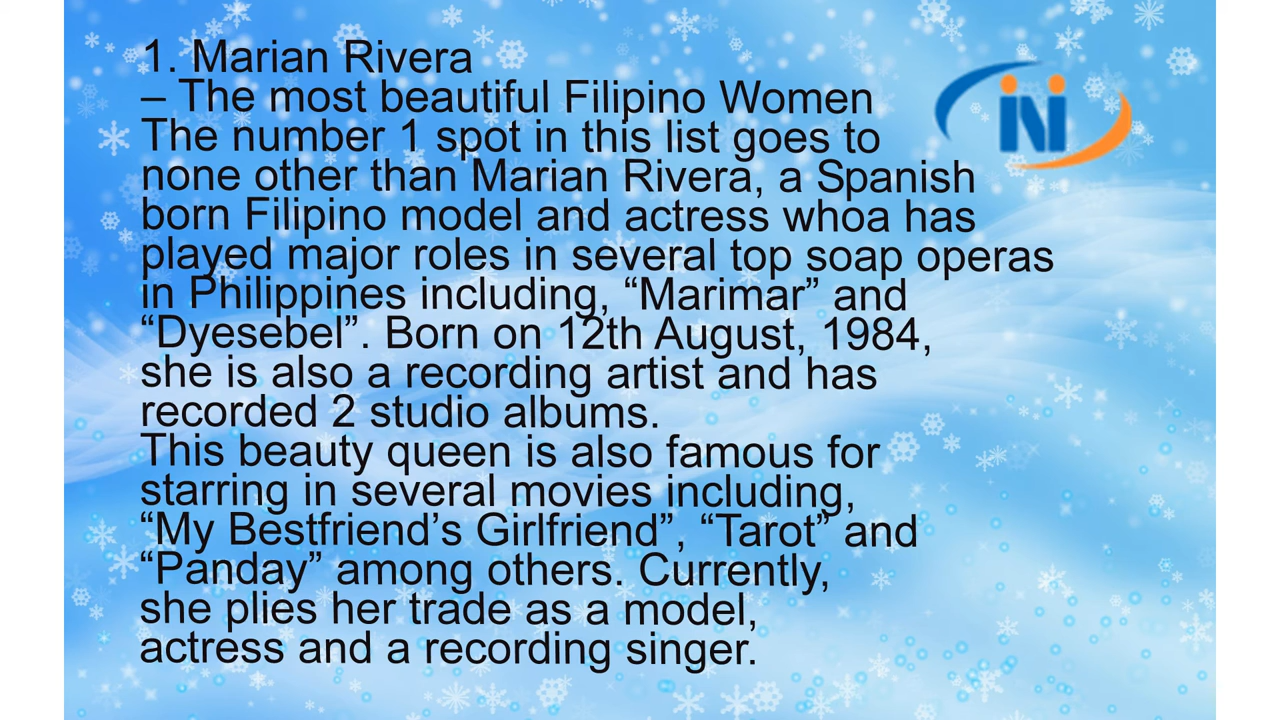 1. Marian Rivera
– The most beautiful Filipino Women
The number 1 spot in this list goes to
none other than Marian Rivera, a Spanish
born Filipino model and actress whoa has
played major roles in several top soap operas
in Philippines including, “Marimar” and
“Dyesebel”. Born on 12th August, 1984,
she is also a recording artist and has
recorded 2 studio albums.
This beauty queen is also famous for
starring in several movies including,
“My Bestfriend’s Girlfriend”, “Tarot” and
“Panday” among others. Currently,
she plies her trade as a model,
actress and a recording singer.
iNi